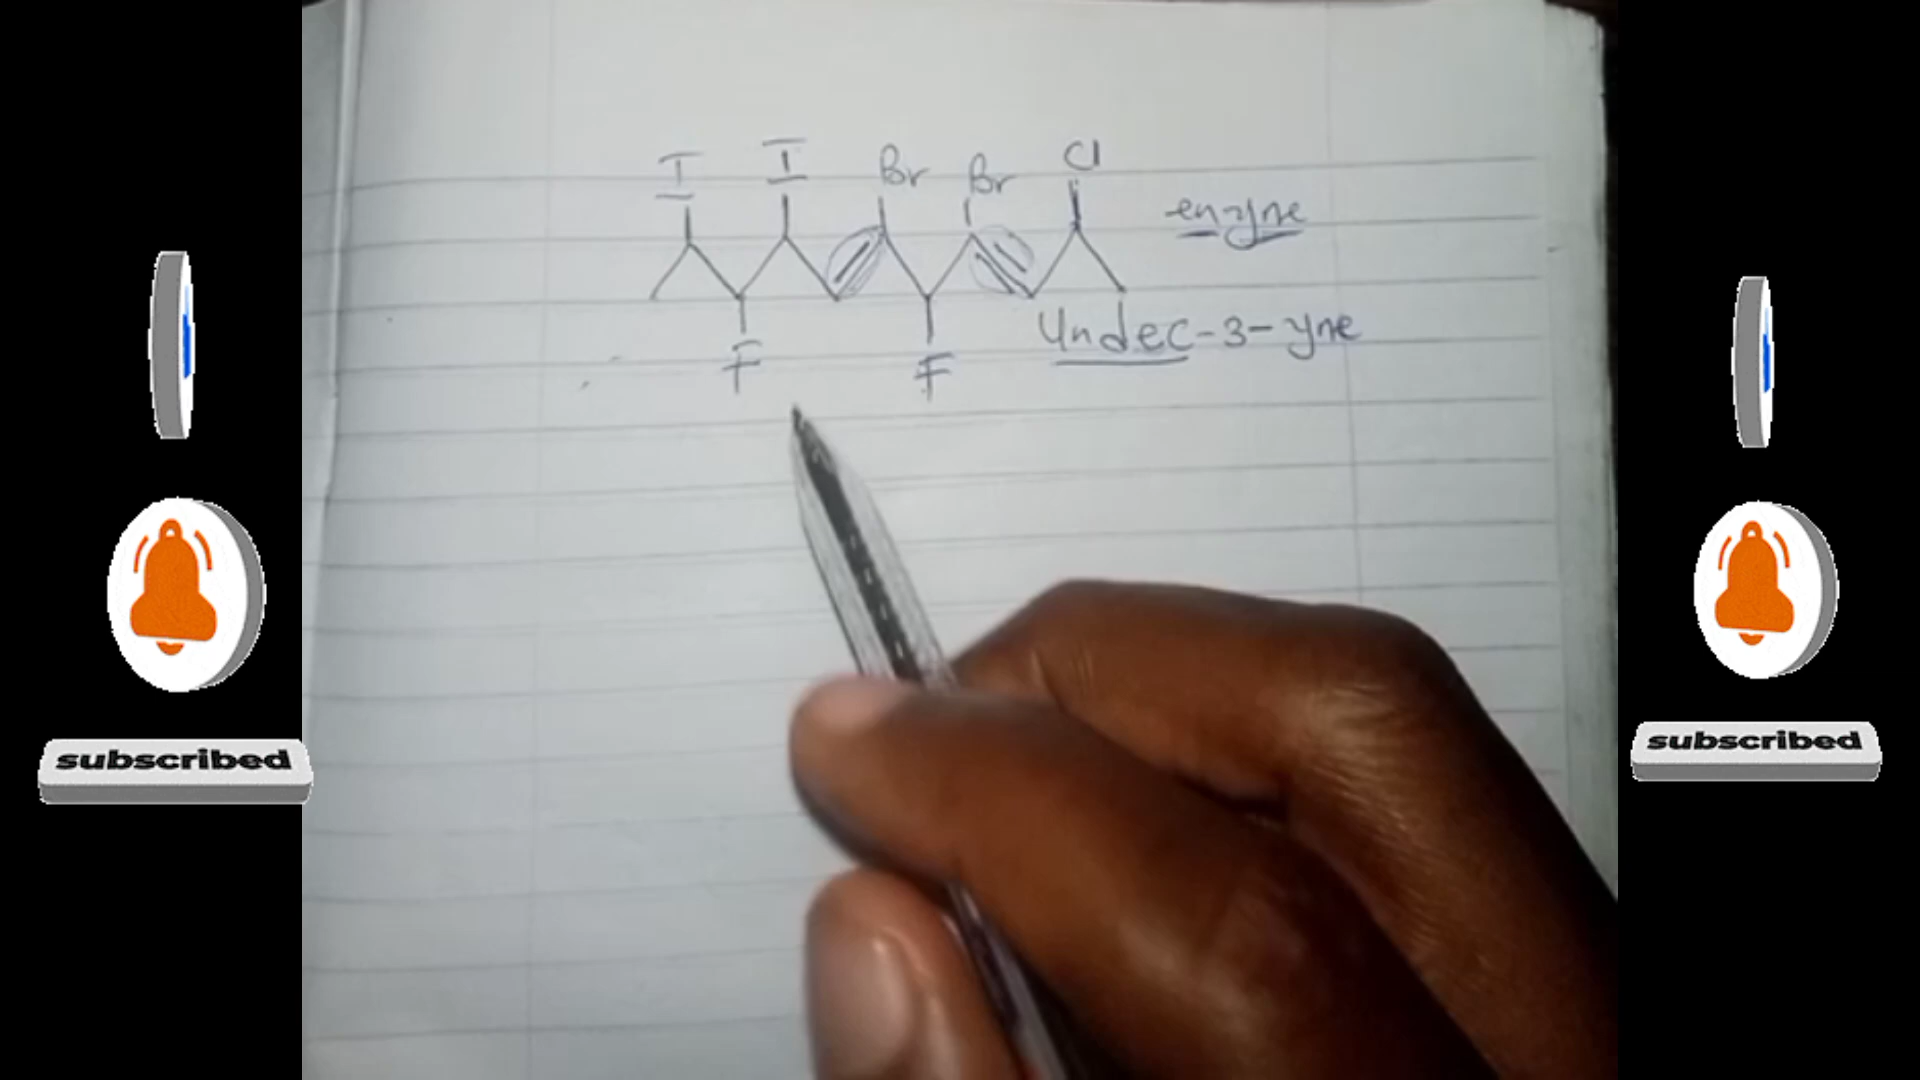 I I Br Br Cl
enyne
F F
Undec-3-yne
subscribed
subscribed